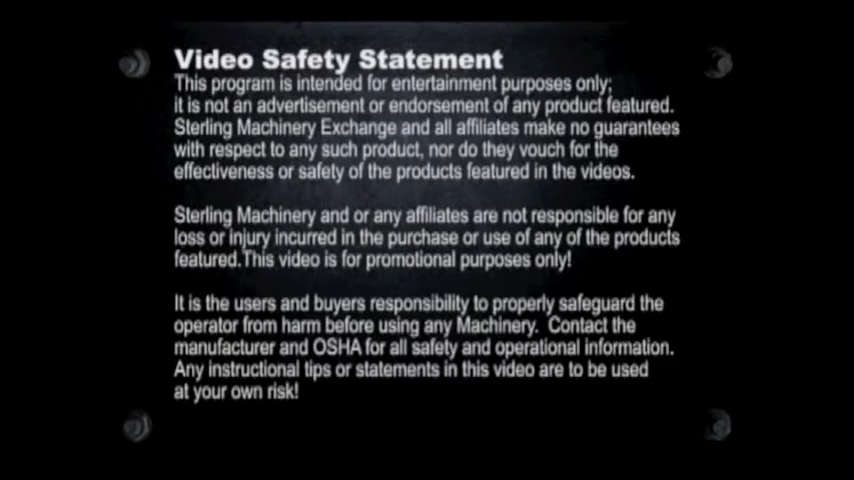 Video Safety Statement
This program is intended for entertainment purposes only;
it is not an advertisement or endorsement of any product featured.
Sterling Machinery Exchange and all affiliates make no guarantees
with respect to any such product, nor do they vouch for the
effectiveness or safety of the products featured in the videos.
Sterling Machinery and or any affiliates are not responsible for any
loss or injury incurred in the purchase or use of any of the products
featured.This video is for promotional purposes only!
It is the users and buyers responsibility to properly safeguard the
operator from harm before using any Machinery. Contact the
manufacturer and OSHA for all safety and operational information.
Any instructional tips or statements in this video are to be used
at your own risk!